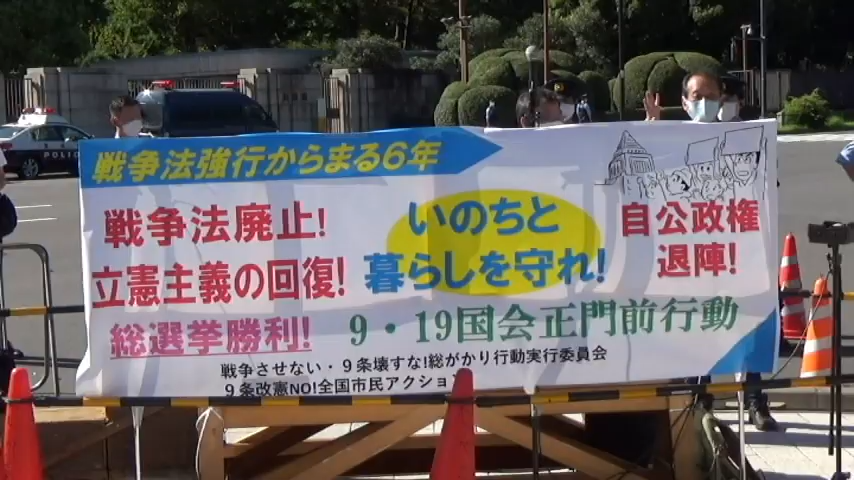 戦争法強行からまる6年
戦争法廃止!
立憲主義の回復!
総選挙勝利!
いのちと
暮らしを守れ!
自公政権
退陣!
9・19国会正門前行動
戦争させない・9条壊すな!総がかり行動実行委員会
9条改憲NO!全国市民アクション
POLICE